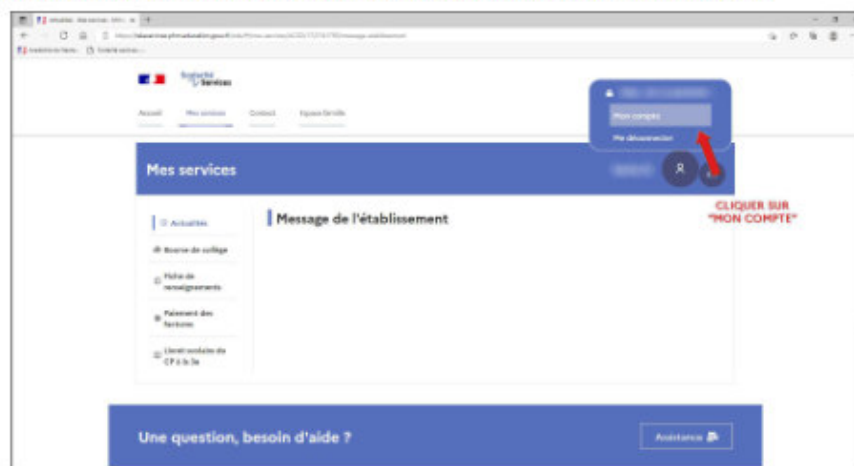 Scolarité
Services
Accueil
Mes services
Contact
Espace famille
Mon compte
Me déconnecter
Mes services
CLIQUER SUR
"MON COMPTE"
Actualités
Message de l'établissement
Bourse de collège
Fiche de
renseignements
Paiement des
factures
Livret scolaire du
CP à la 3e
Une question, besoin d'aide ?
Assistance